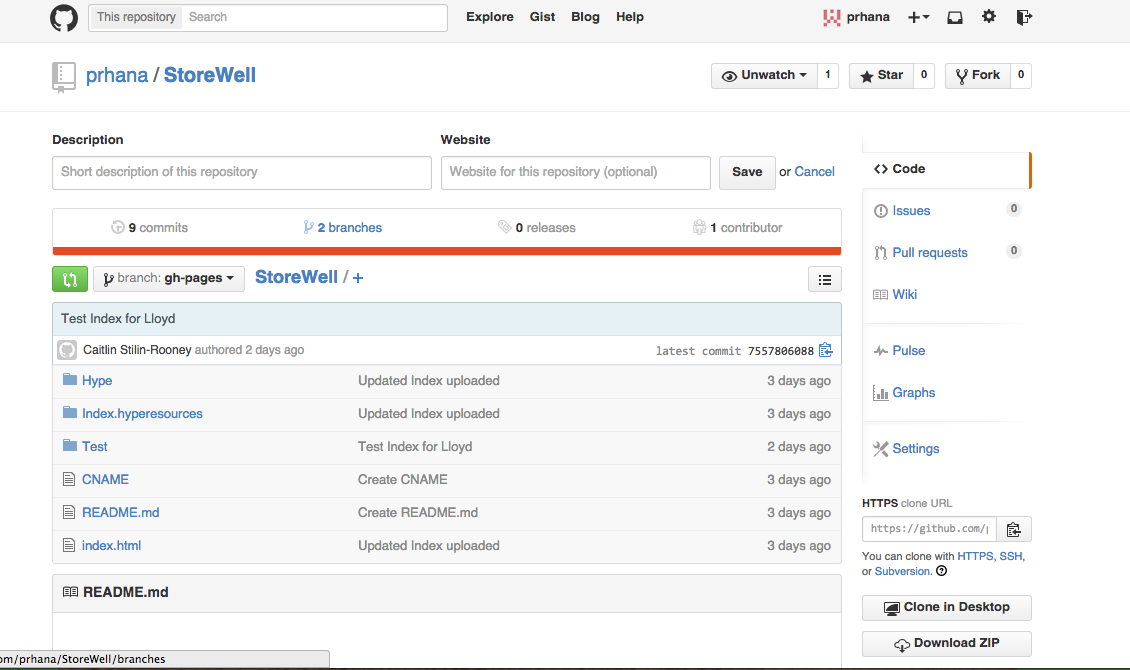 This repository Search Explore Gist Blog Help prhana
prhana / StoreWell Unwatch 1 Star 0 Fork 0
Description Website
Short description of this repository Website for this repository (optional) Save or Cancel
9 commits 2 branches 0 releases 1 contributor
branch: gh-pages StoreWell / +
Test Index for Lloyd
Caitlin Stilin-Rooney authored 2 days ago latest commit 7557806088
Hype Updated Index uploaded 3 days ago
Index.hyperesources Updated Index uploaded 3 days ago
Test Test Index for Lloyd 2 days ago
CNAME Create CNAME 3 days ago
README.md Create README.md 3 days ago
index.html Updated Index uploaded 3 days ago
README.md
Code
Issues 0
Pull requests 0
Wiki
Pulse
Graphs
Settings
HTTPS clone URL
https://github.com/p
You can clone with HTTPS, SSH,
or Subversion.
Clone in Desktop
Download ZIP
om/prhana/StoreWell/branches